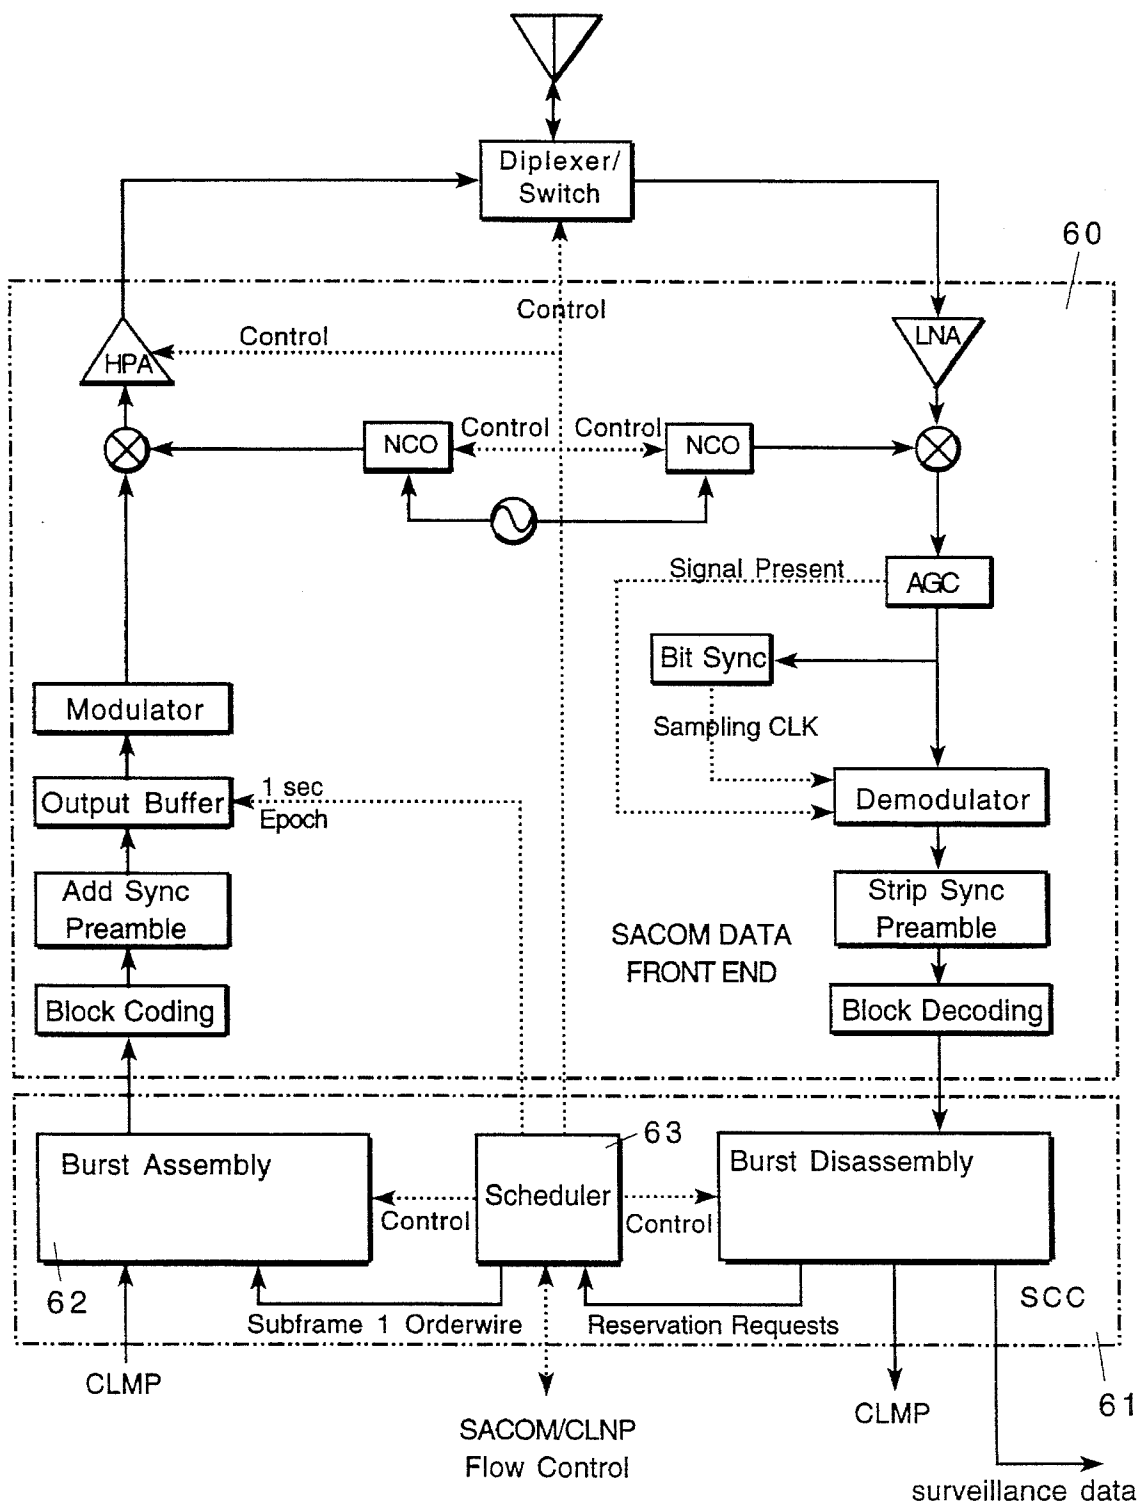 Diplexer/
Switch
60
Control
Control
HPA
LNA
NCO
Control
Control
NCO
Signal Present
AGC
Bit Sync
Sampling CLK
Modulator
Output Buffer
1 sec
Epoch
Demodulator
Add Sync
Preamble
Strip Sync
Preamble
SACOM DATA
FRONT END
Block Coding
Block Decoding
63
Burst Assembly
Scheduler
Burst Disassembly
Control
Control
62
SCC
Subframe 1 Orderwire
Reservation Requests
CLMP
CLMP
61
SACOM/CLNP
Flow Control
surveillance data